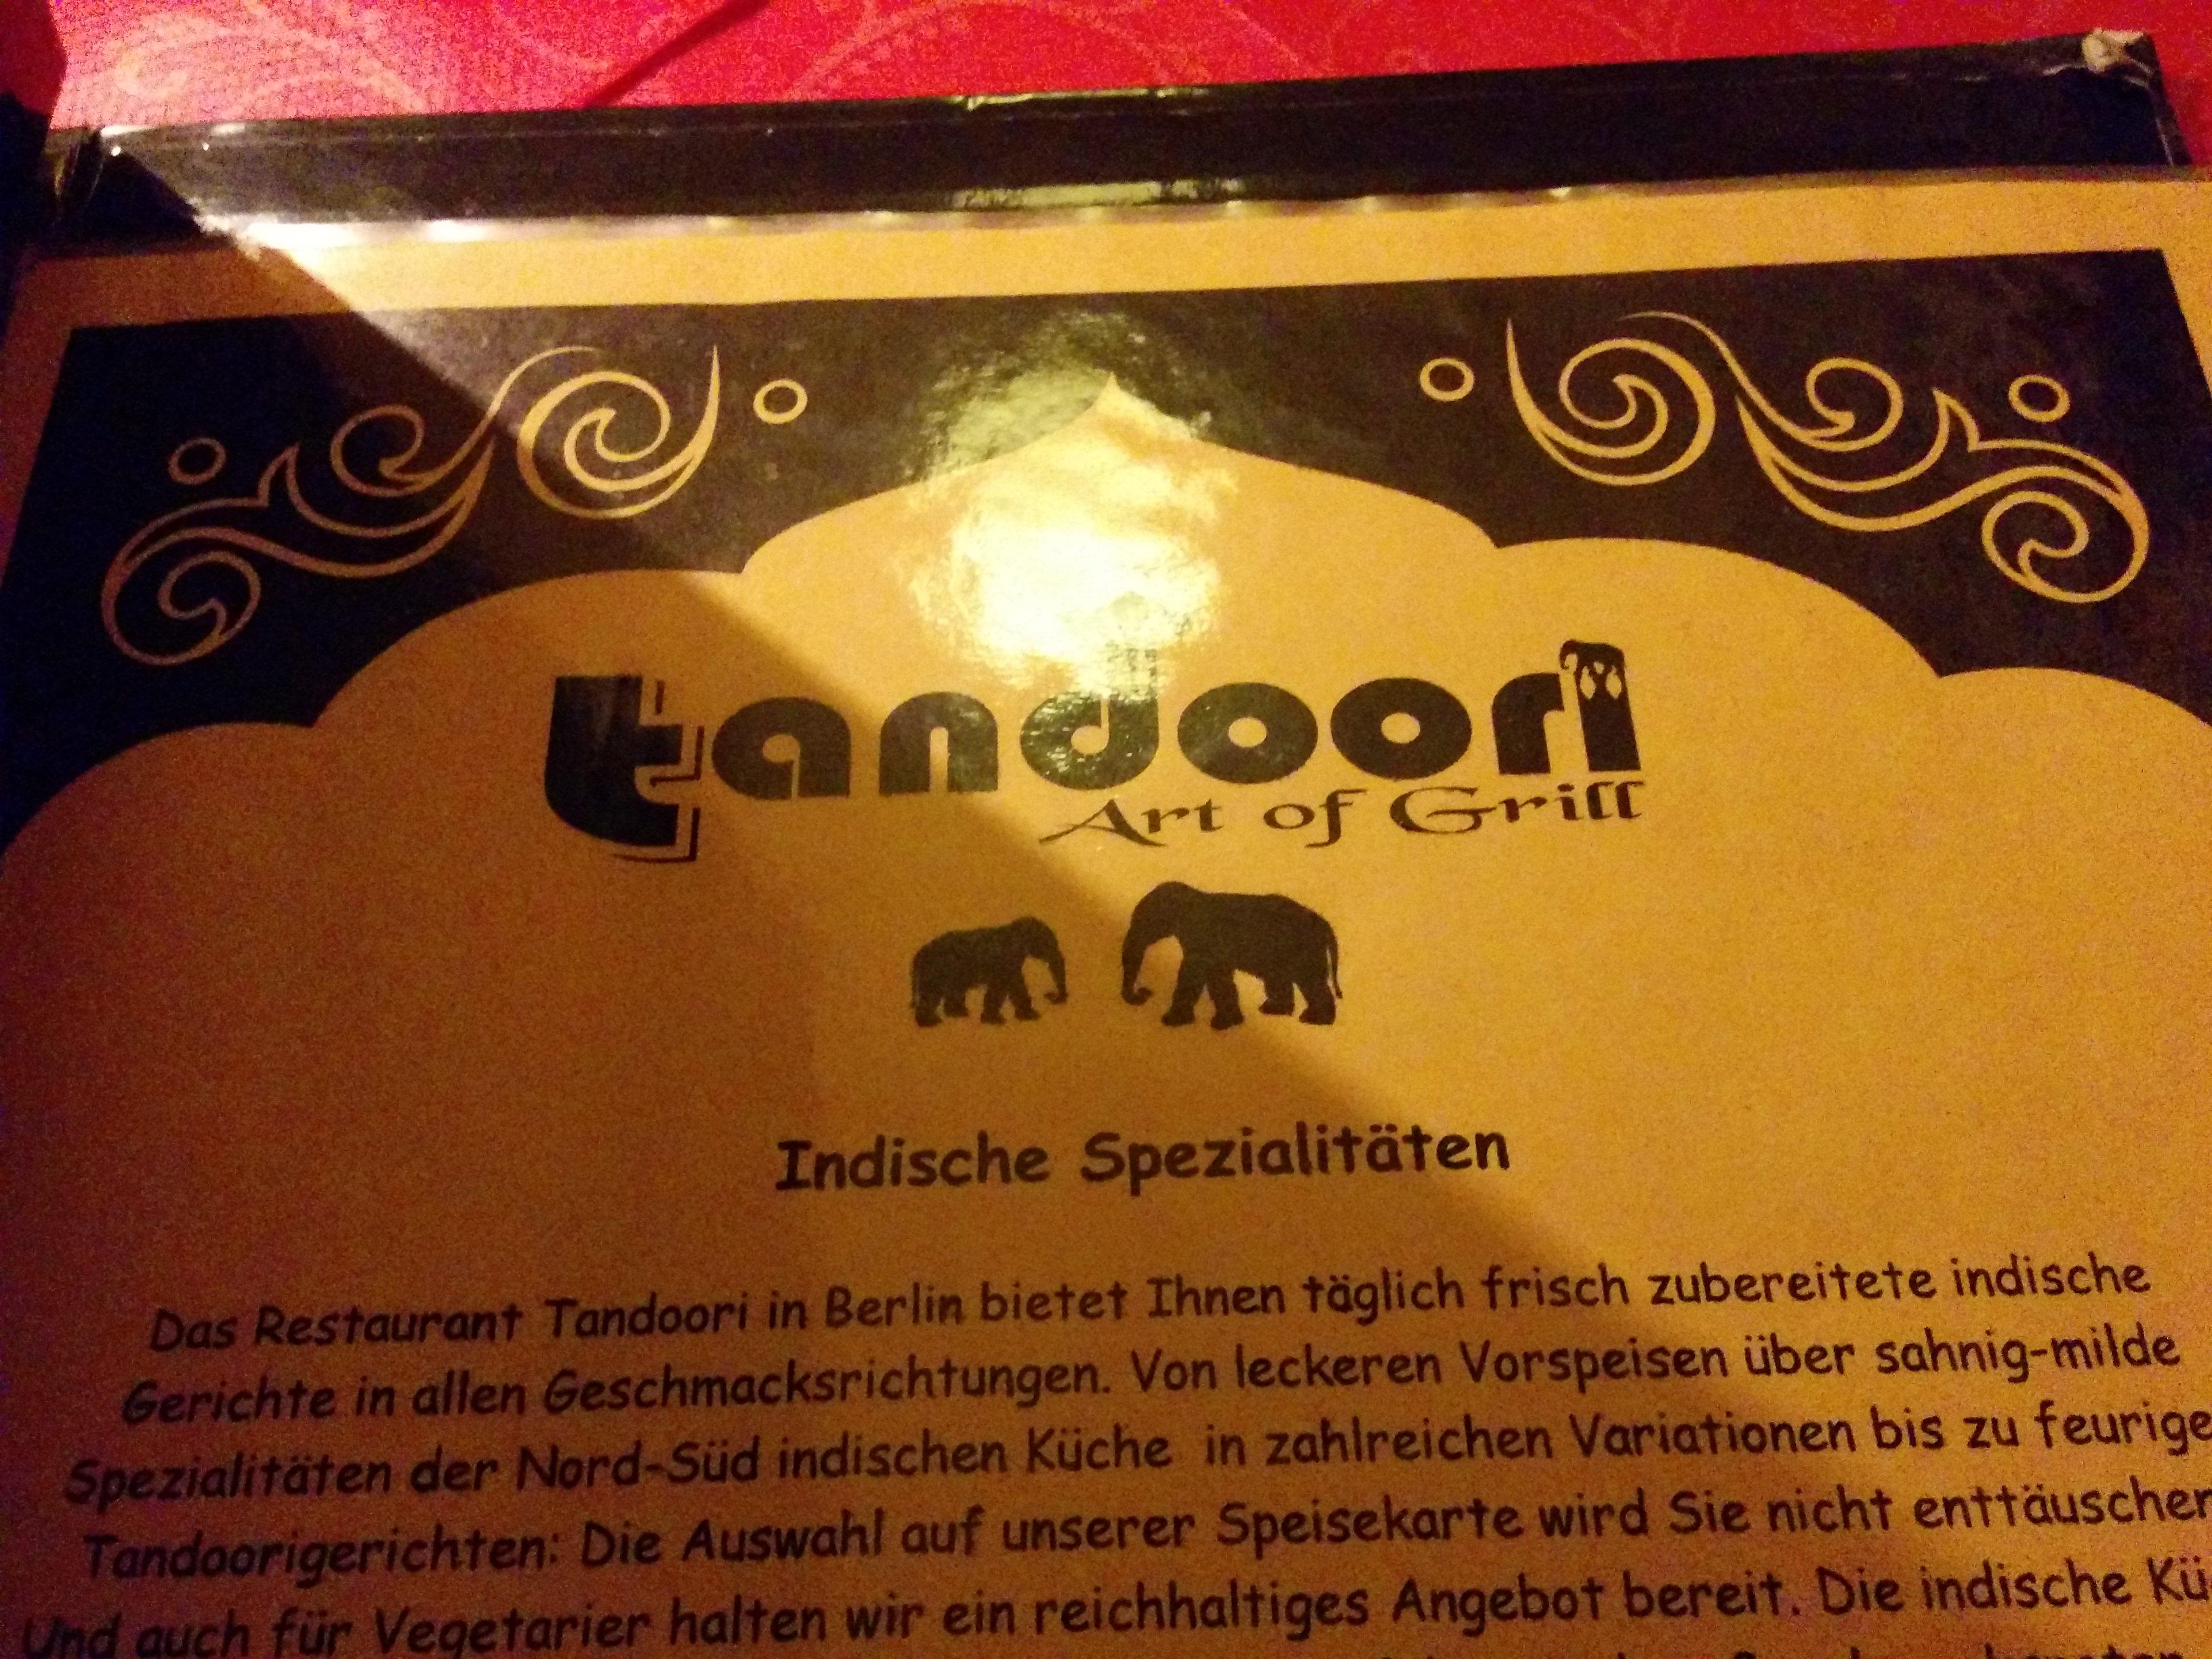 tandoori
Art of Grill
Indische Spezialitäten
Das Restaurant Tandoori in Berlin bietet Ihnen täglich frisch zubereitete indische
Gerichte in allen Geschmacksrichtungen. Von leckeren Vorspeisen über sahnig-milde
Spezialitäten der Nord-Süd indischen Küche in zahlreichen Variationen bis zu feurige
Tandoorigerichten: Die Auswahl auf unserer Speisekarte wird Sie nicht enttäuschen
Und auch für Vegetarier halten wir ein reichhaltiges Angebot bereit. Die indische Kü